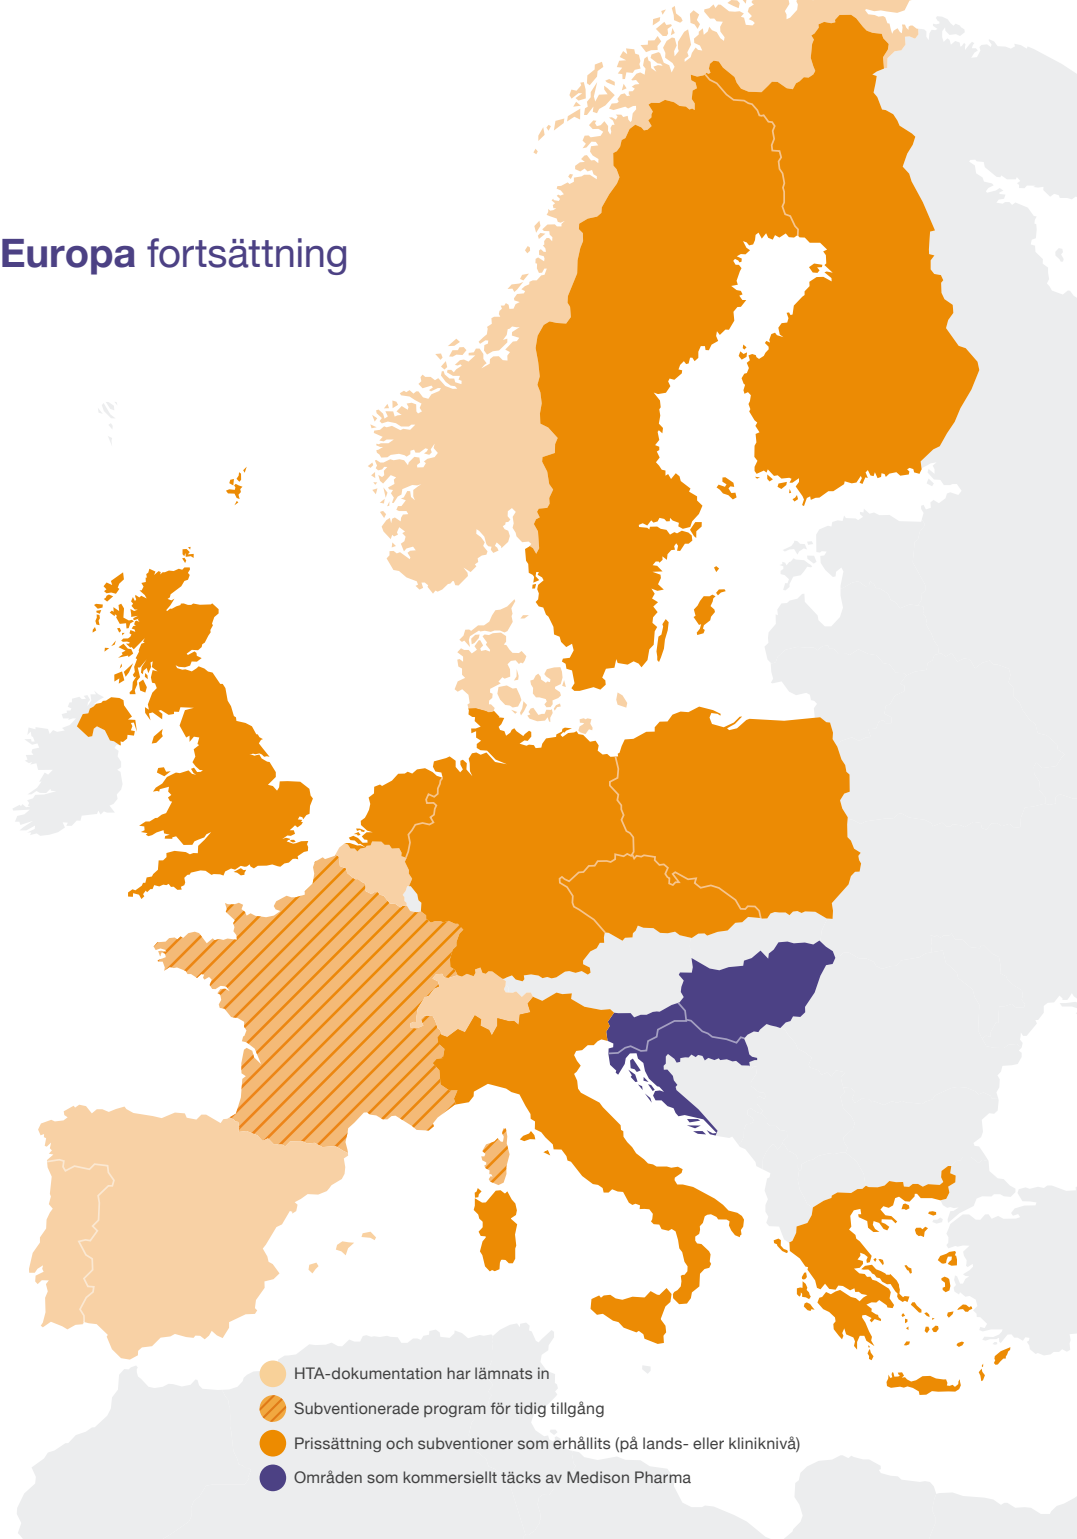 Europa fortsättning
HTA-dokumentation har lämnats in
Subventionerade program för tidig tillgång
Prissättning och subventioner som erhållits (på lands- eller kliniknivå)
Områden som kommersiellt täcks av Medison Pharma